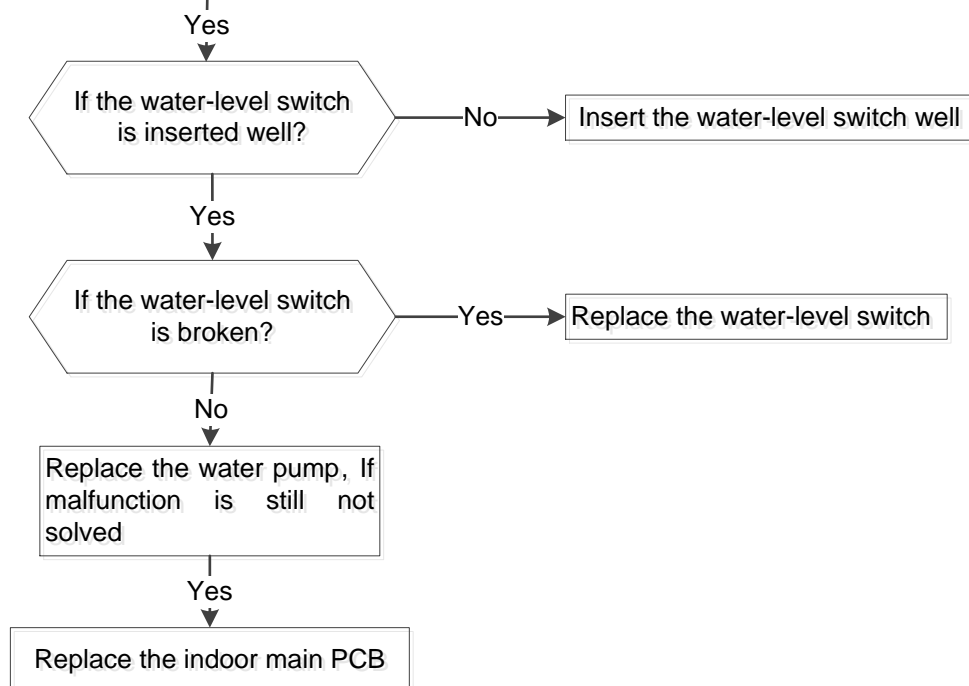 Yes
If the water-level switch
is inserted well?
No
Insert the water-level switch well
Yes
If the water-level switch
is broken?
Yes
Replace the water-level switch
No
Replace the water pump, If
malfunction is still not
solved
Yes
Replace the indoor main PCB